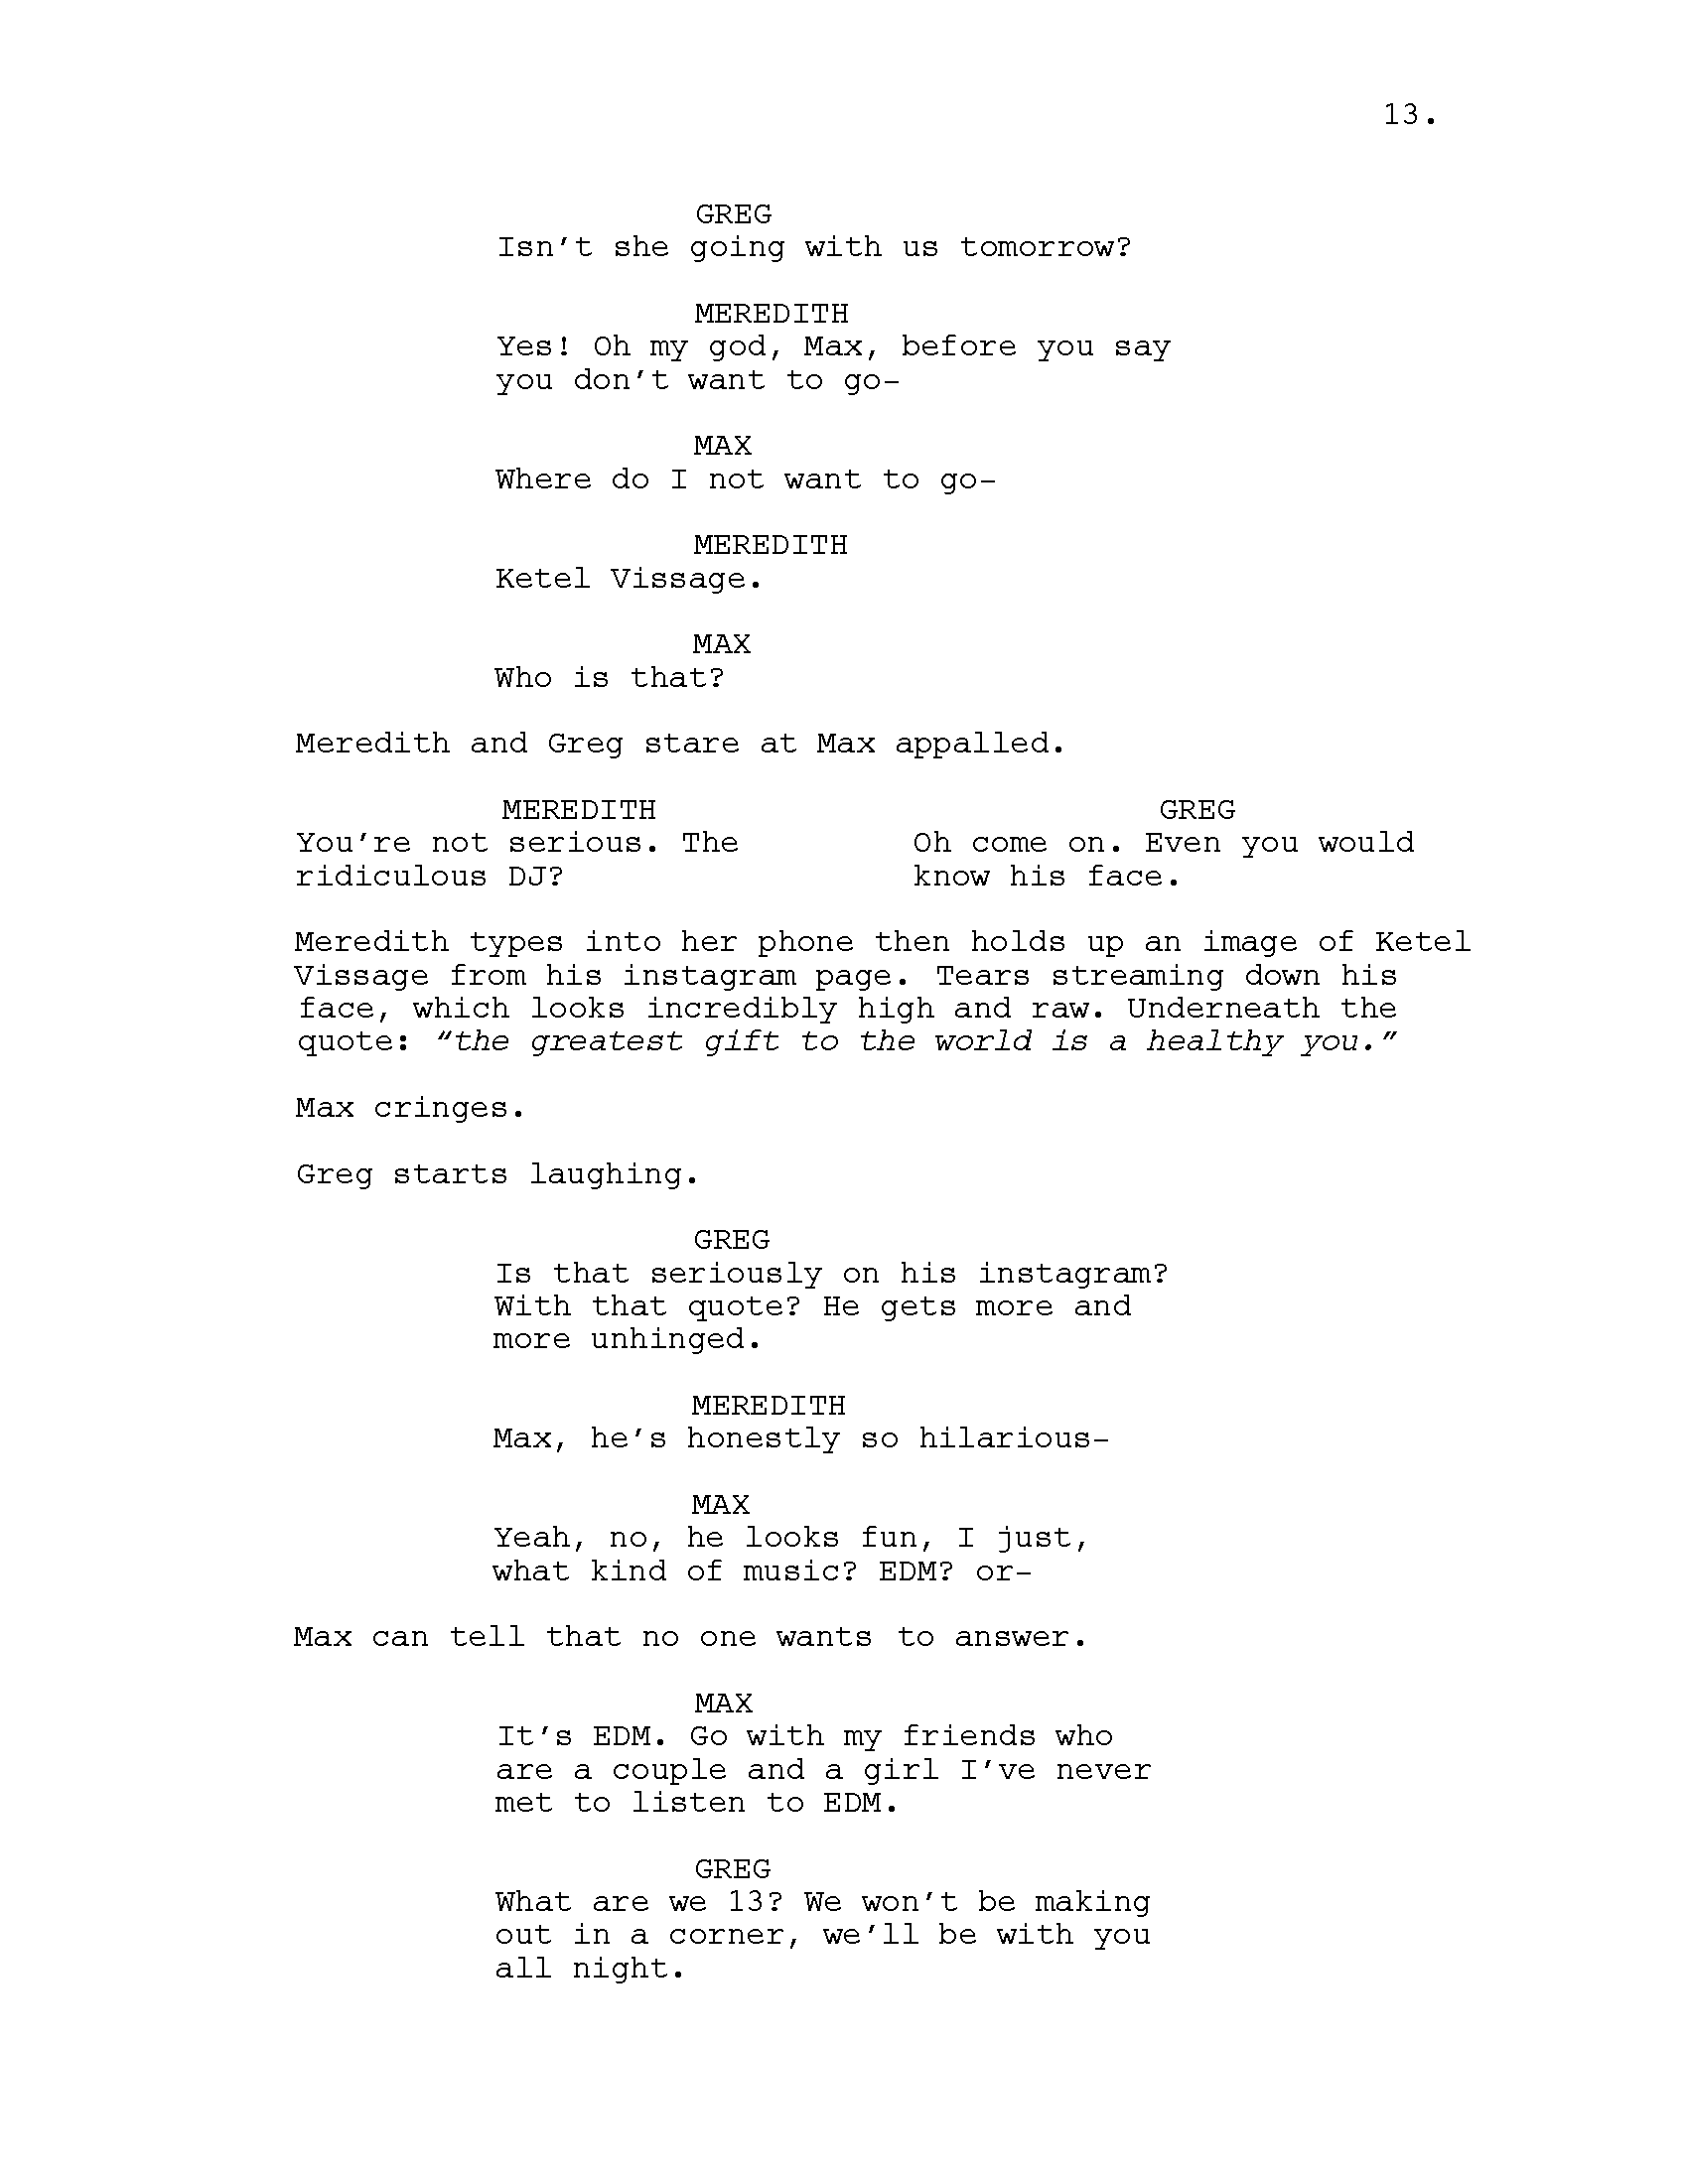 13.
GREG
Isn't she going with us tomorrow?
MEREDITH
Yes! Oh my god, Max, before you say
you don't want to go-
MAX
Where do I not want to go-
MEREDITH
Ketel Vissage.
MAX
Who is that?
Meredith and Greg stare at Max appalled.
MEREDITH
You're not serious. The
ridiculous DJ?
GREG
Oh come on. Even you would
know his face.
Meredith types into her phone then holds up an image of Ketel
Vissage from his instagram page. Tears streaming down his
face, which looks incredibly high and raw. Underneath the
quote: “the greatest gift to the world is a healthy you.”
Max cringes.
Greg starts laughing.
GREG
Is that seriously on his instagram?
With that quote? He gets more and
more unhinged.
MEREDITH
Max, he's honestly so hilarious-
MAX
Yeah, no, he looks fun, I just,
what kind of music? EDM? or-
Max can tell that no one wants to answer.
MAX
It's EDM. Go with my friends who
are a couple and a girl I've never
met to listen to EDM.
GREG
What are we 13? We won't be making
out in a corner, we'll be with you
all night.